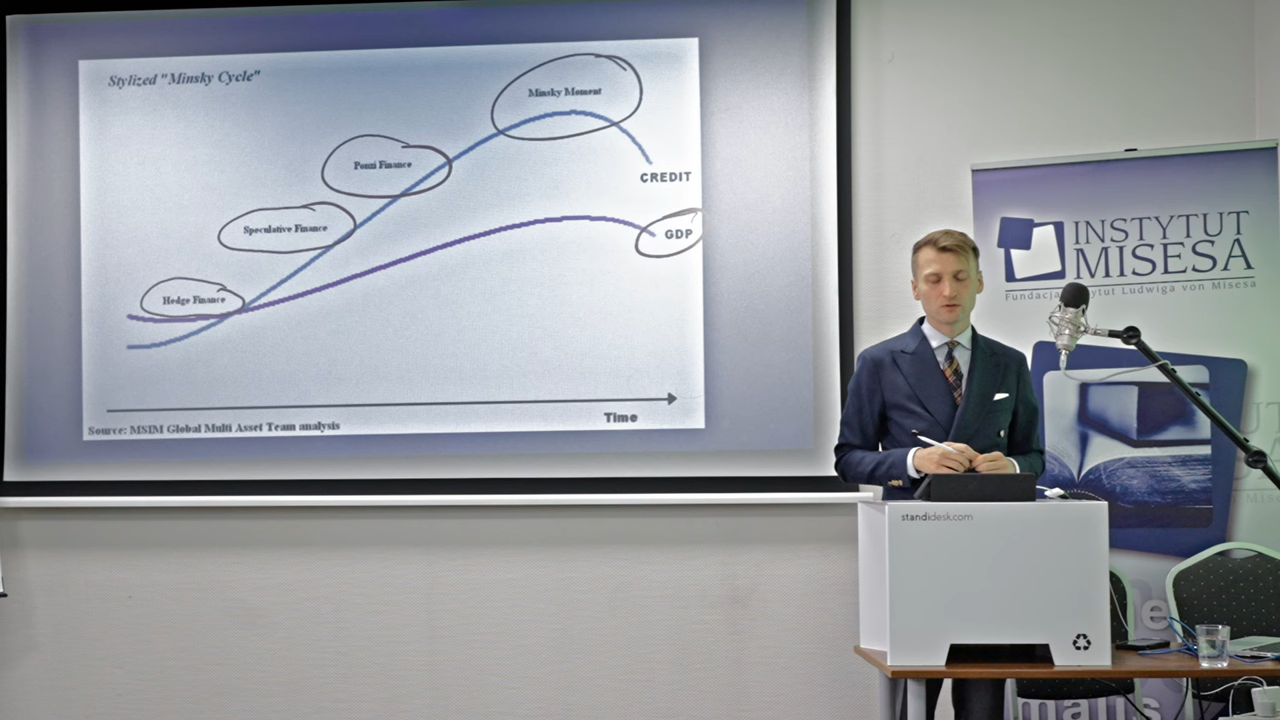 Stylized "Minsky Cycle"
Minsky Moment
Ponzi Finance
CREDIT
Speculative Finance
GDP
Hedge Finance
Time
Source: MSIM Global Multi Asset Team analysis
INSTYTUT
MISESA
Fundacja Instytut Ludwiga von Misesa
standidesk.com